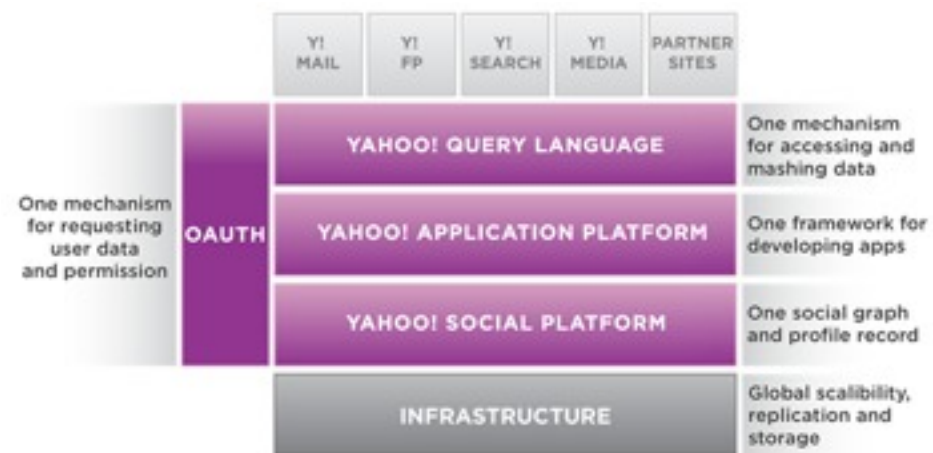 Y!
MAIL
Y!
FP
Y!
SEARCH
Y!
MEDIA
PARTNER
SITES
One mechanism
for requesting
user data
and permission
OAUTH
YAHOO! QUERY LANGUAGE
One mechanism
for accessing and
mashing data
YAHOO! APPLICATION PLATFORM
One framework for
developing apps
YAHOO! SOCIAL PLATFORM
One social graph
and profile record
INFRASTRUCTURE
Global scalibility,
replication and
storage